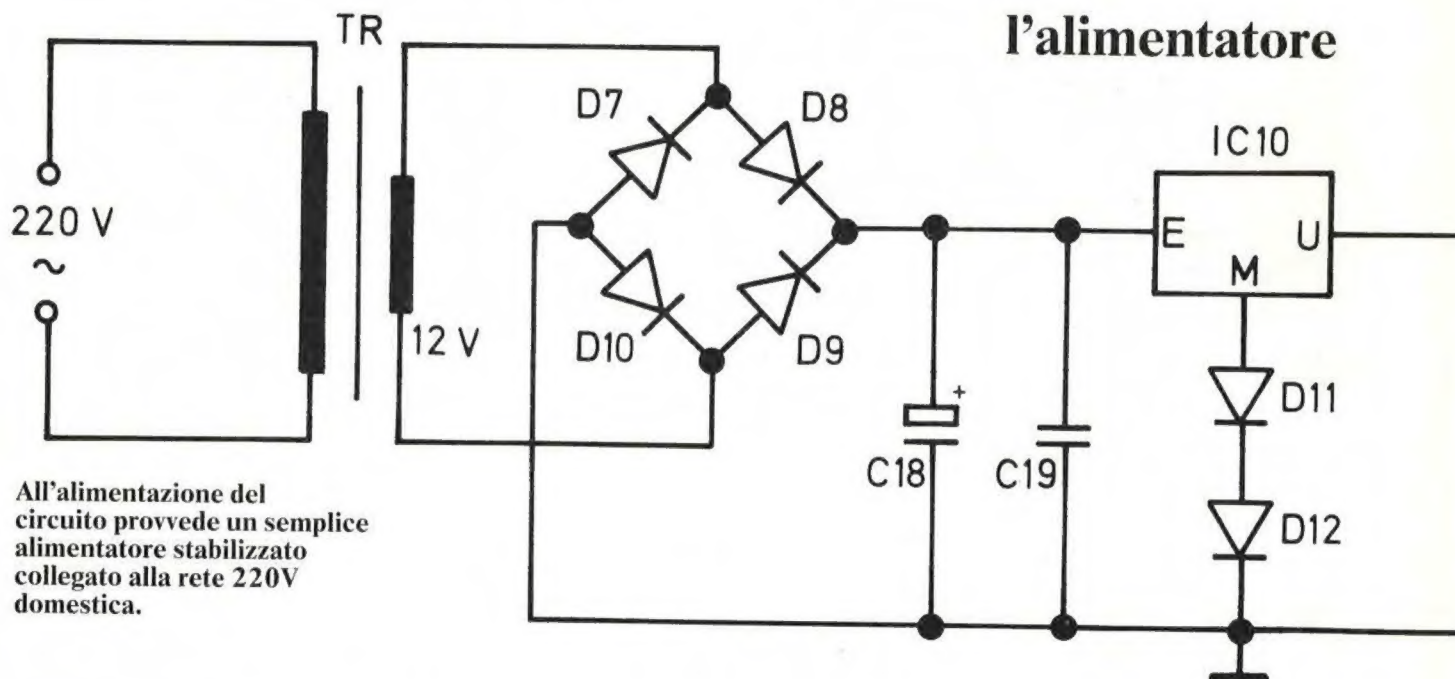 l'alimentatore
TR
220 V
~
12 V
D7
D8
D10
D9
IC10
E
U
M
+
C18
C19
D11
D12
All'alimentazione del
circuito provvede un semplice
alimentatore stabilizzato
collegato alla rete 220V
domestica.